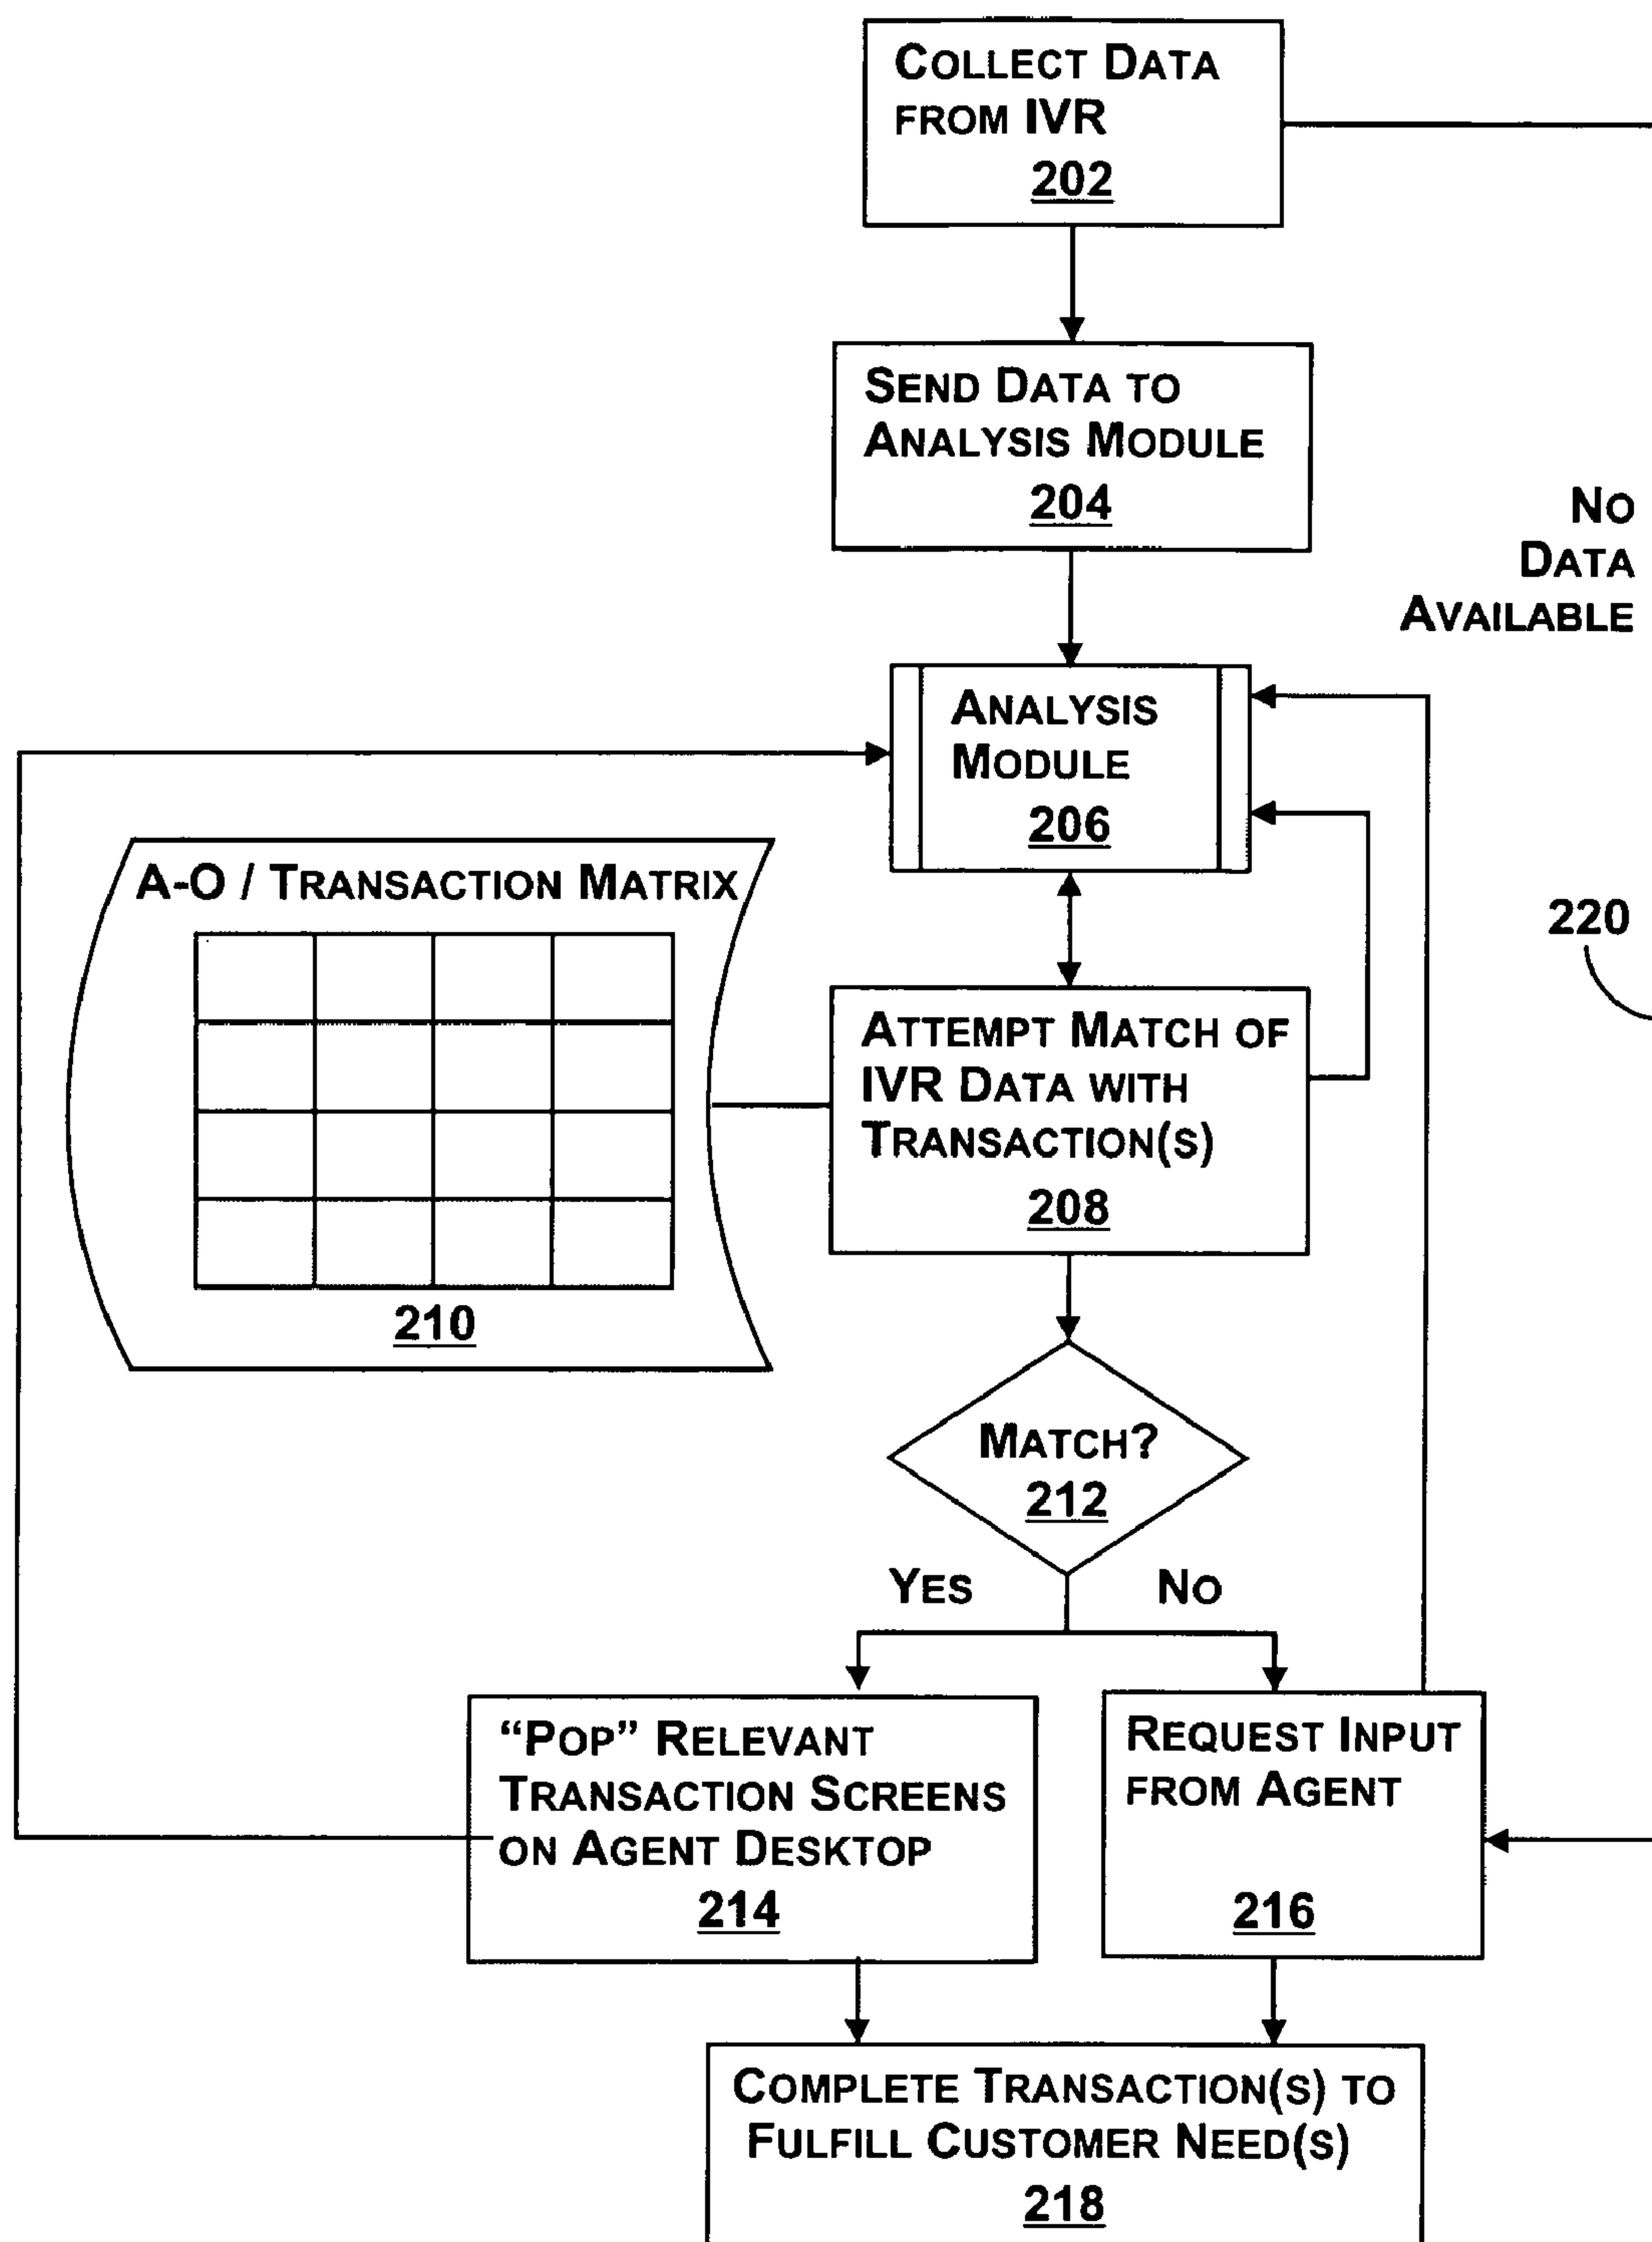 COLLECT DATA
FROM IVR
202
SEND DATA TO
ANALYSIS MODULE
204
NO
DATA
AVAILABLE
ANALYSIS
MODULE
206
A-O / TRANSACTION MATRIX
210
220
ATTEMPT MATCH OF
IVR DATA WITH
TRANSACTION(S)
208
MATCH?
212
YES
NO
“POP” RELEVANT
TRANSACTION SCREENS
ON AGENT DESKTOP
214
REQUEST INPUT
FROM AGENT
216
COMPLETE TRANSACTION(S) TO
FULFILL CUSTOMER NEED(S)
218